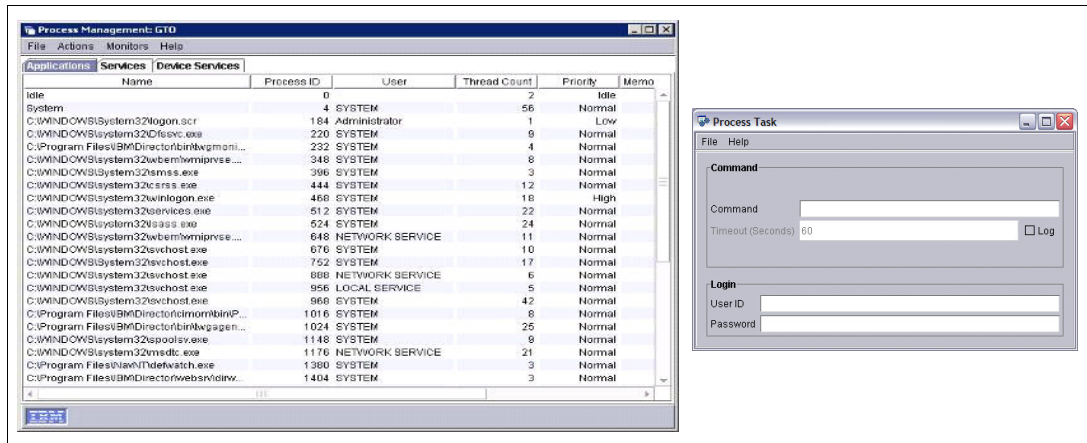 Process Management: GTO
File Actions Monitors Help
Applications Services Device Services
Name Process ID User Thread Count Priority Memo
Idle 0 2 Idle
System 4 SYSTEM 56 Normal
C:\WINDOWS\System32\logon.scr 184 Administrator 1 Low
C:\WINDOWS\system32\Dfssvc.exe 220 SYSTEM 9 Normal
C:\Program Files\IBM\Director\bin\twgmoni... 232 SYSTEM 4 Normal
C:\WINDOWS\system32\wbem\wmiprvse.... 348 SYSTEM 8 Normal
C:\WINDOWS\System32\smss.exe 396 SYSTEM 3 Normal
C:\WINDOWS\system32\csrss.exe 444 SYSTEM 12 Normal
C:\WINDOWS\system32\winlogon.exe 468 SYSTEM 18 High
C:\WINDOWS\system32\services.exe 512 SYSTEM 22 Normal
C:\WINDOWS\system32\lsass.exe 524 SYSTEM 24 Normal
C:\WINDOWS\system32\wbem\wmiprvse.... 648 NETWORK SERVICE 11 Normal
C:\WINDOWS\system32\svchost.exe 676 SYSTEM 10 Normal
C:\WINDOWS\System32\svchost.exe 752 SYSTEM 17 Normal
C:\WINDOWS\system32\svchost.exe 888 NETWORK SERVICE 6 Normal
C:\WINDOWS\system32\svchost.exe 956 LOCAL SERVICE 5 Normal
C:\WINDOWS\System32\svchost.exe 968 SYSTEM 42 Normal
C:\Program Files\IBM\Director\cimom\bin\P... 1016 SYSTEM 8 Normal
C:\Program Files\IBM\Director\bin\twgagen... 1024 SYSTEM 25 Normal
C:\WINDOWS\system32\spoolsv.exe 1148 SYSTEM 9 Normal
C:\WINDOWS\system32\msdtc.exe 1176 NETWORK SERVICE 21 Normal
C:\Program Files\NavNT\defwatch.exe 1380 SYSTEM 3 Normal
C:\Program Files\IBM\Director\websrv\dirw... 1404 SYSTEM 3 Normal
IBM
Process Task
File Help
Command
Command
Timeout (Seconds) 60 Log
Login
User ID
Password